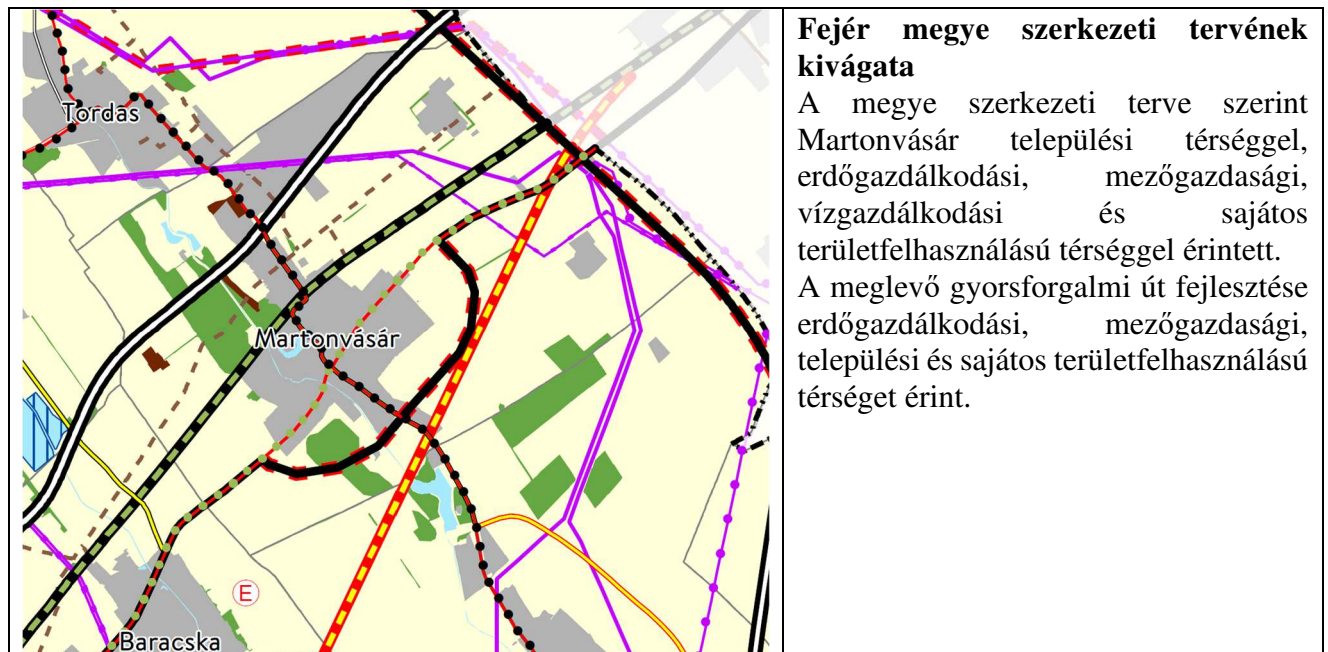 Fejér megye szerkezeti tervének
kivágata
A megye szerkezeti terve szerint
Martonvásár települési térséggel,
erdőgazdálkodási, mezőgazdasági,
vízgazdálkodási és sajátos
területfelhasználású térséggel érintett.
A meglevő gyorsforgalmi út fejlesztése
erdőgazdálkodási, mezőgazdasági,
települési és sajátos területfelhasználású
térséget érint.
Tordas
Martonvásár
E
Baracska